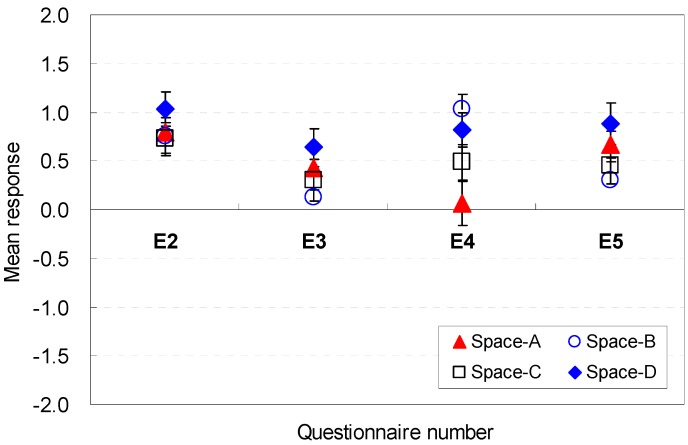 2.0
1.5
1.0
0.5
0.0
-0.5
-1.0
-1.5
-2.0
Mean response
E2 E3 E4 E5
Space-A Space-B
Space-C Space-D
Questionnaire number